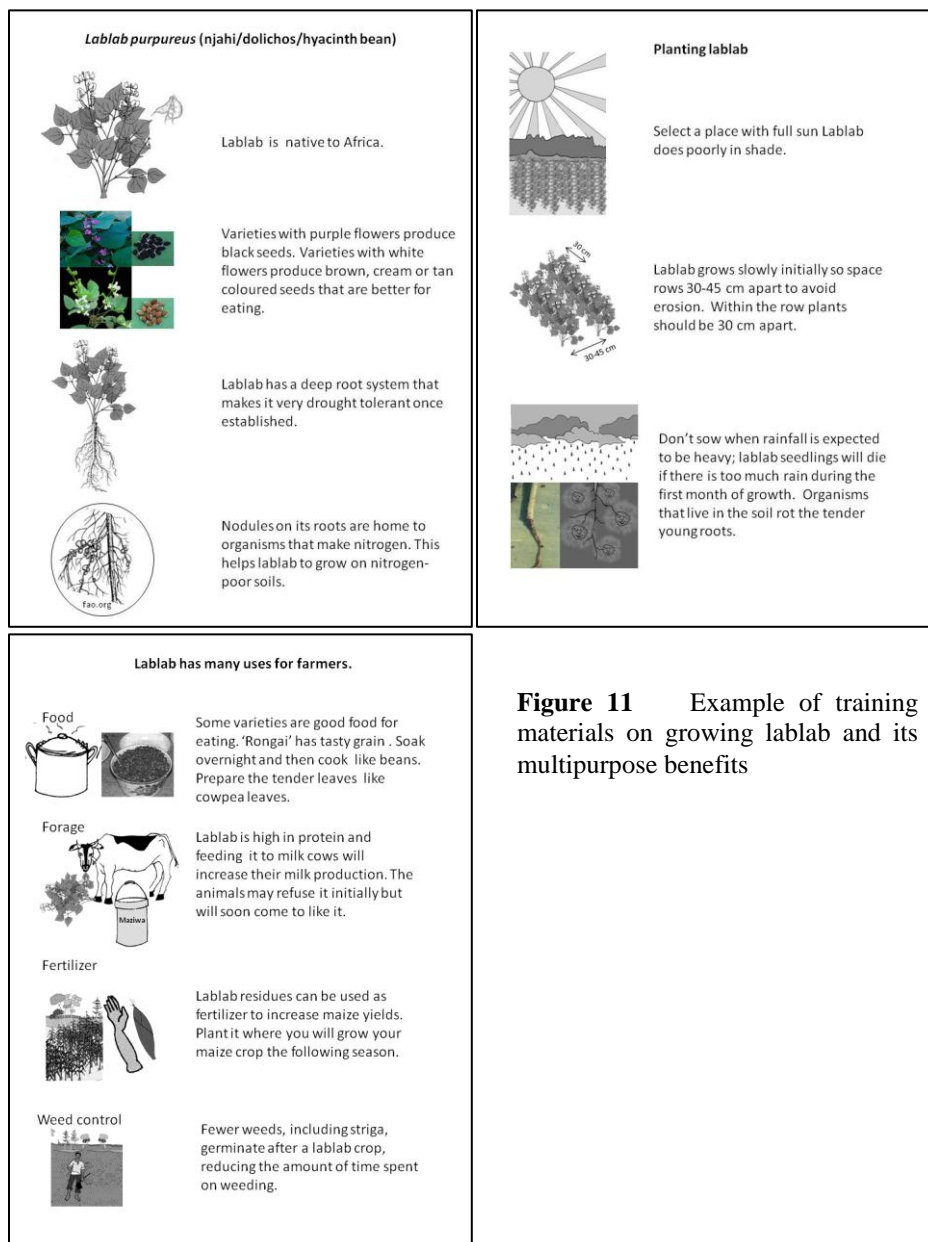 Lablab purpureus (njahi/dolichos/hyacinth bean)
Lablab is native to Africa.
Varieties with purple flowers produce
black seeds. Varieties with white
flowers produce brown, cream or tan
coloured seeds that are better for
eating.
Lablab has a deep root system that
makes it very drought tolerant once
established.
Nodules on its roots are home to
organisms that make nitrogen. This
helps lablab to grow on nitrogen-
poor soils.
fao.org
Planting lablab
Select a place with full sun Lablab
does poorly in shade.
30 cm
Lablab grows slowly initially so space
rows 30-45 cm apart to avoid
erosion. Within the row plants
should be 30 cm apart.
30-45 cm
Don't sow when rainfall is expected
to be heavy; lablab seedlings will die
if there is too much rain during the
first month of growth. Organisms
that live in the soil rot the tender
young roots.
Lablab has many uses for farmers.
Food
Some varieties are good food for
eating. 'Rongai' has tasty grain . Soak
overnight and then cook like beans.
Prepare the tender leaves like
cowpea leaves.
Forage
Lablab is high in protein and
feeding it to milk cows will
increase their milk production. The
animals may refuse it initially but
will soon come to like it.
Maziwa
Fertilizer
Lablab residues can be used as
fertilizer to increase maize yields.
Plant it where you will grow your
maize crop the following season.
Weed control
Fewer weeds, including striga,
germinate after a lablab crop,
reducing the amount of time spent
on weeding.
Figure 11 Example of training
materials on growing lablab and its
multipurpose benefits